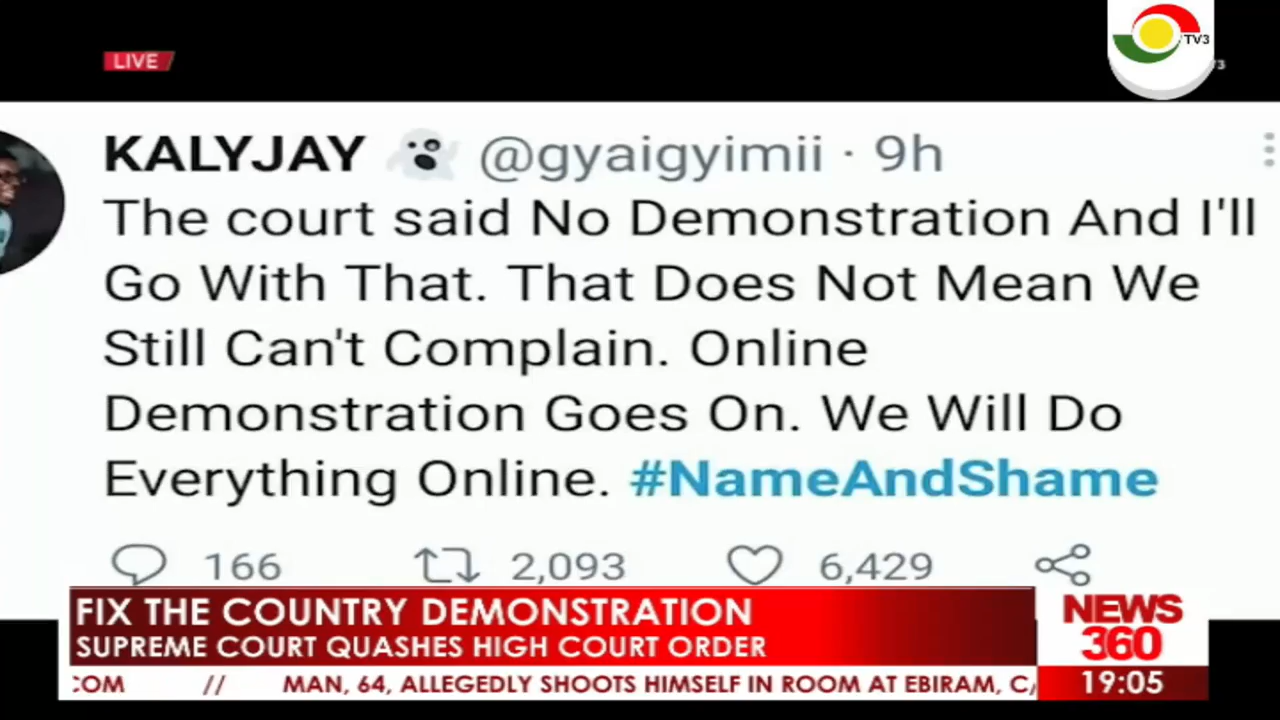 LIVE
TV3
KALYJAY @gyaigyimii · 9h
The court said No Demonstration And I'll
Go With That. That Does Not Mean We
Still Can't Complain. Online
Demonstration Goes On. We Will Do
Everything Online. #NameAndShame
166 2,093 6,429
FIX THE COUNTRY DEMONSTRATION
SUPREME COURT QUASHES HIGH COURT ORDER
NEWS
360
COM // MAN, 64, ALLEGEDLY SHOOTS HIMSELF IN ROOM AT EBIRAM,
19:05